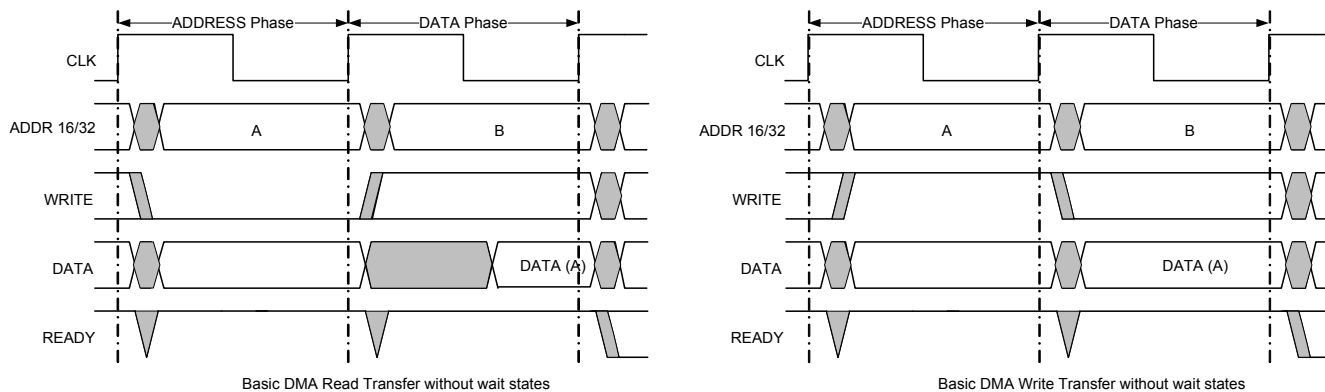 ADDRESS Phase DATA Phase
CLK
ADDR 16/32 A B
WRITE
DATA DATA (A)
READY
Basic DMA Read Transfer without wait states
ADDRESS Phase DATA Phase
CLK
ADDR 16/32 A B
WRITE
DATA DATA (A)
READY
Basic DMA Write Transfer without wait states